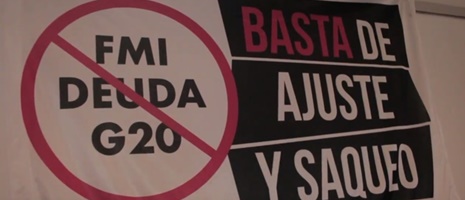 FMI
DEUDA
G20
BASTA DE
AJUSTE
Y SAQUEO